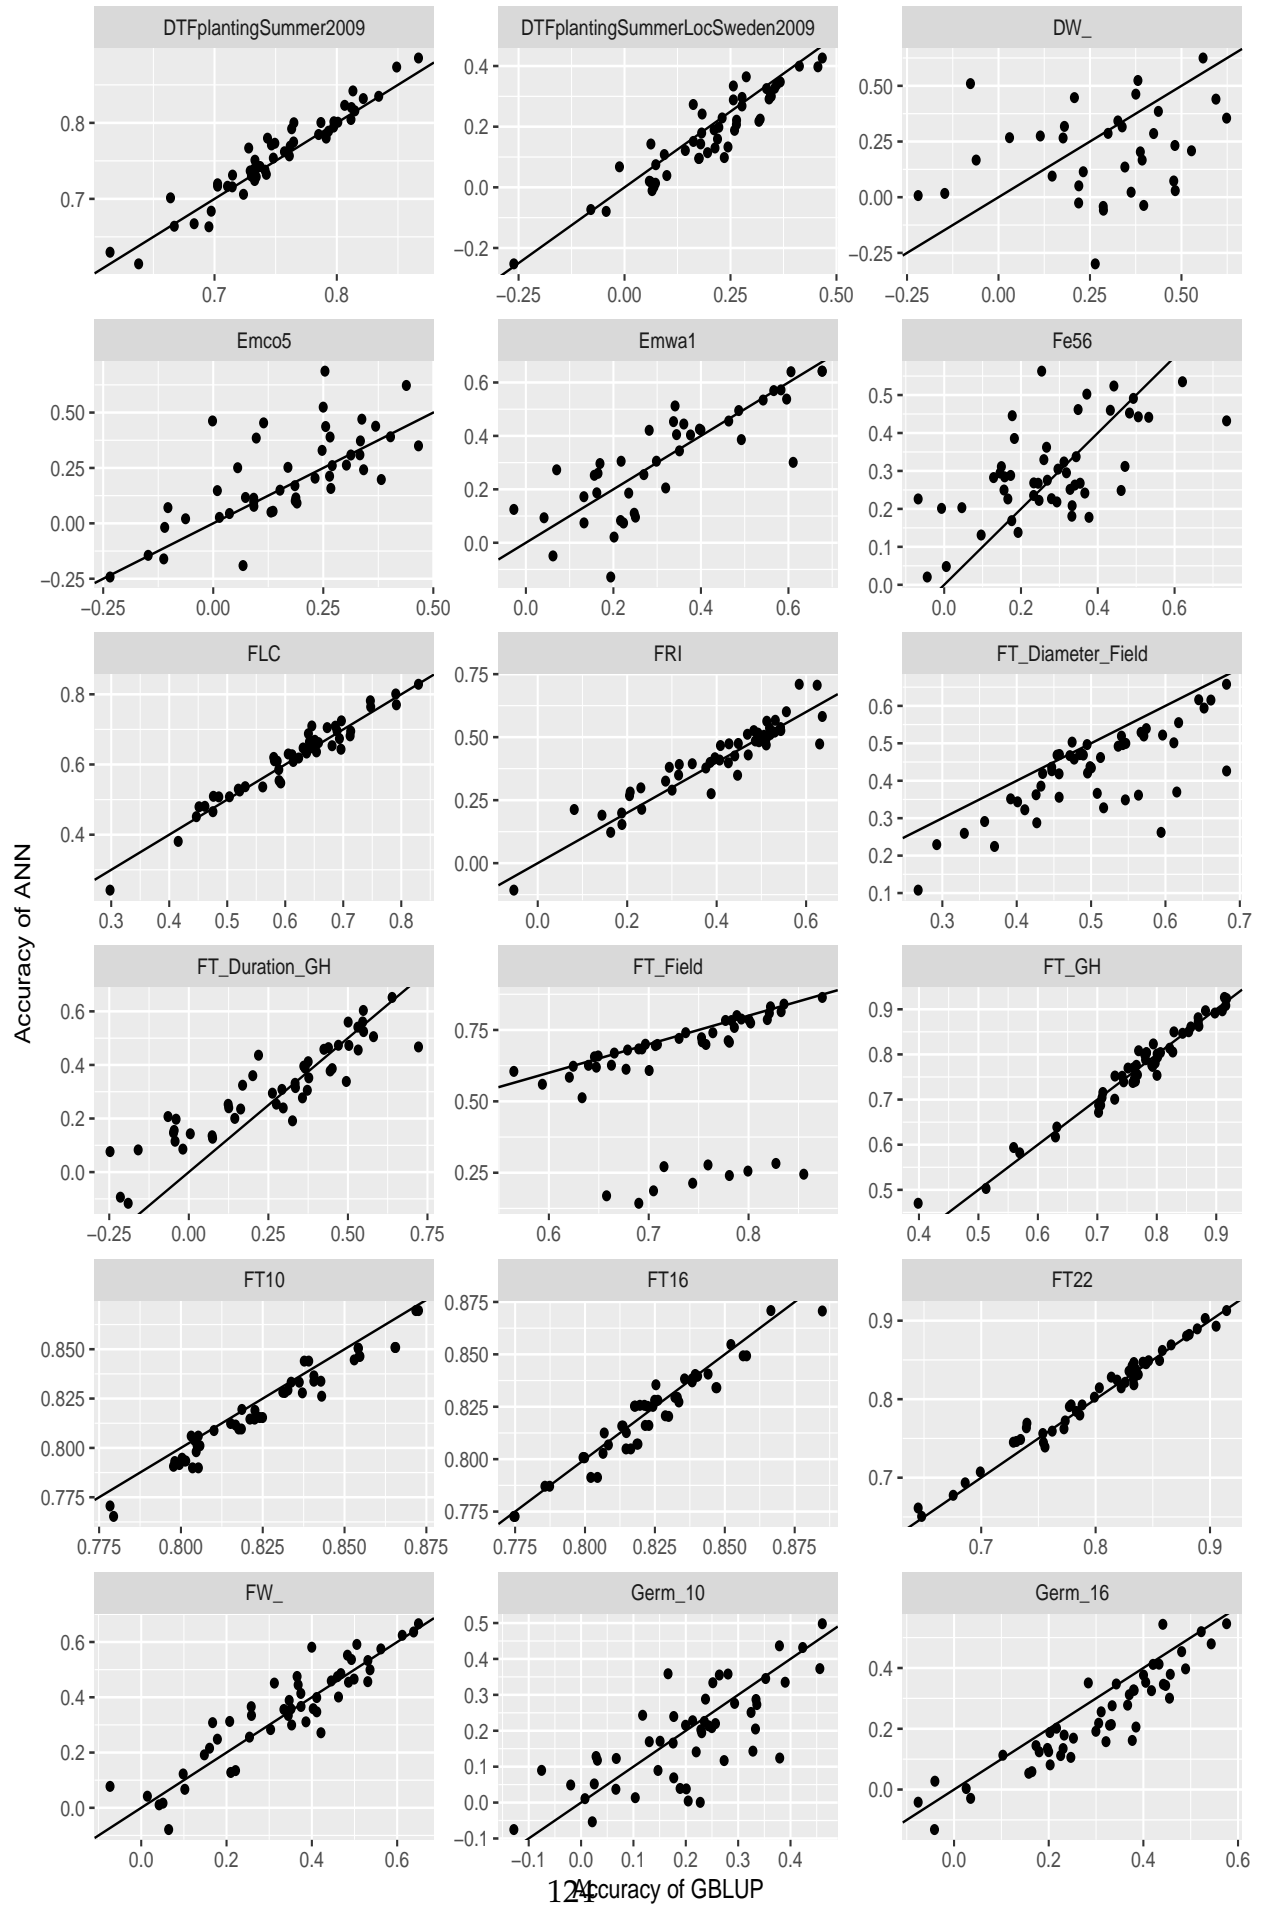 DTFplantingSummer2009
DTFplantingSummerLocSweden2009
DW_
0.8
0.7
0.7 0.8
0.4
0.2
0.0
−0.2
−0.25 0.00 0.25 0.50
0.50
0.25
0.00
−0.25
−0.25 0.00 0.25 0.50
Emco5
Emwa1
Fe56
0.50
0.25
0.00
−0.25
−0.25 0.00 0.25 0.50
0.6
0.4
0.2
0.0
0.0 0.2 0.4 0.6
0.5
0.4
0.3
0.2
0.1
0.0
0.0 0.2 0.4 0.6
FLC
FRI
FT_Diameter_Field
0.8
0.6
0.4
0.3 0.4 0.5 0.6 0.7 0.8
0.75
0.50
0.25
0.00
0.0 0.2 0.4 0.6
0.6
0.5
0.4
0.3
0.2
0.1
0.3 0.4 0.5 0.6 0.7
Accuracy of ANN
FT_Duration_GH
FT_Field
FT_GH
0.6
0.4
0.2
0.0
−0.25 0.00 0.25 0.50 0.75
0.75
0.50
0.25
0.6 0.7 0.8
0.9
0.8
0.7
0.6
0.5
0.4 0.5 0.6 0.7 0.8 0.9
FT10
FT16
FT22
0.850
0.825
0.800
0.775
0.775 0.800 0.825 0.850 0.875
0.875
0.850
0.825
0.800
0.775
0.775 0.800 0.825 0.850 0.875
0.9
0.8
0.7
0.7 0.8 0.9
FW_
Germ_10
Germ_16
0.6
0.4
0.2
0.0
0.0 0.2 0.4 0.6
0.5
0.4
0.3
0.2
0.1
0.0
−0.1
−0.1 0.0 0.1 0.2 0.3 0.4
0.4
0.2
0.0
0.0 0.2 0.4 0.6
Accuracy of GBLUP
124